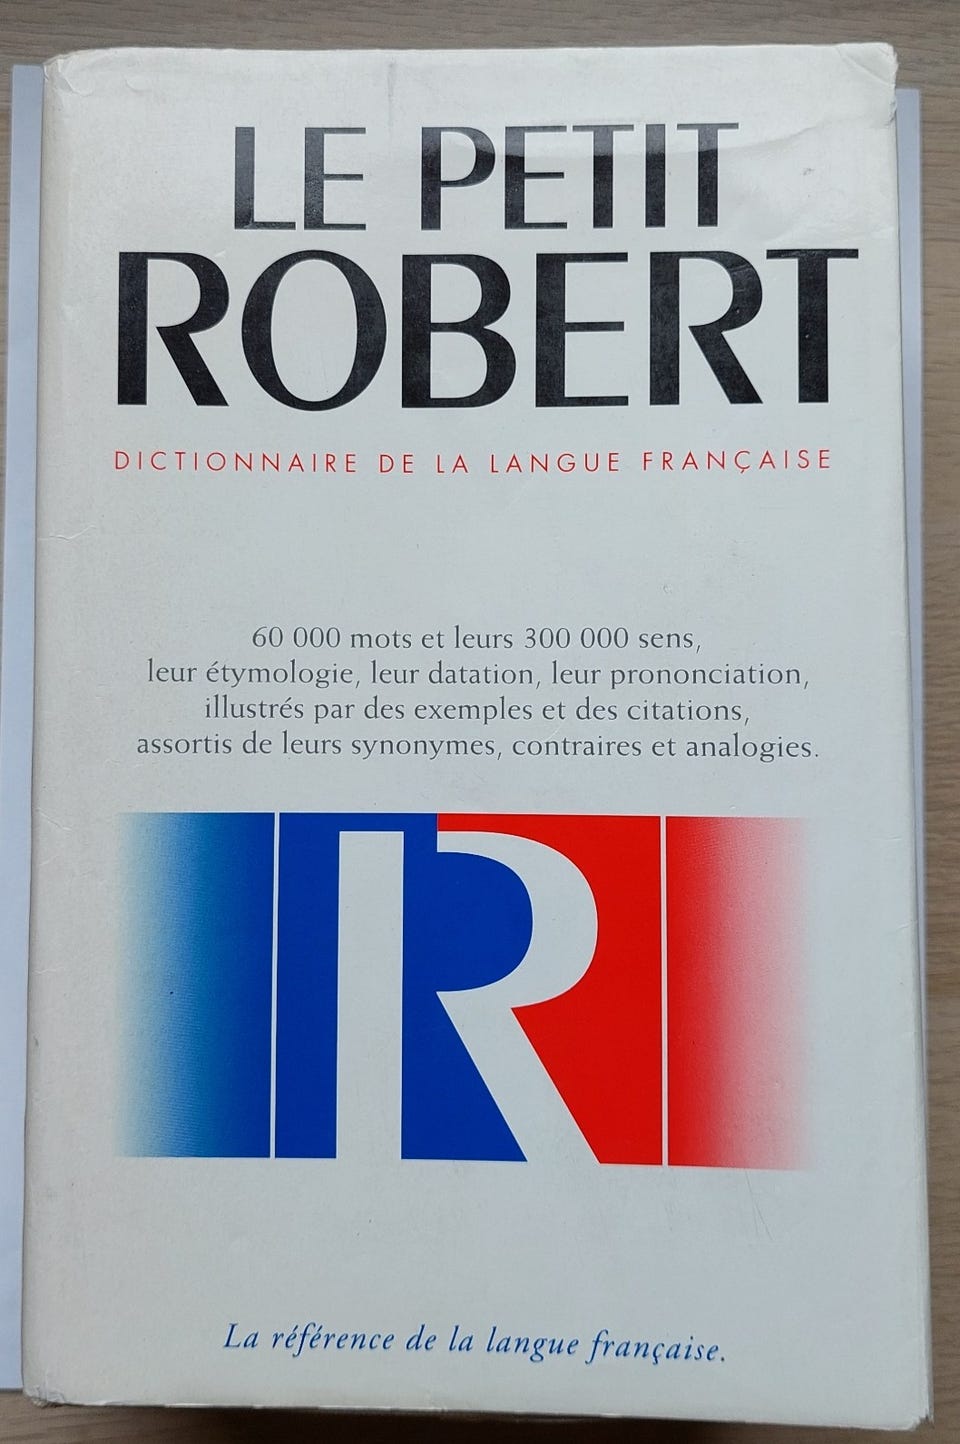 LE PETIT
ROBERT
DICTIONNAIRE DE LA LANGUE FRANÇAISE
60 000 mots et leurs 300 000 sens,
leur étymologie, leur datation, leur prononciation,
illustrés par des exemples et des citations,
assortis de leurs synonymes, contraires et analogies.
R
La référence de la langue française.